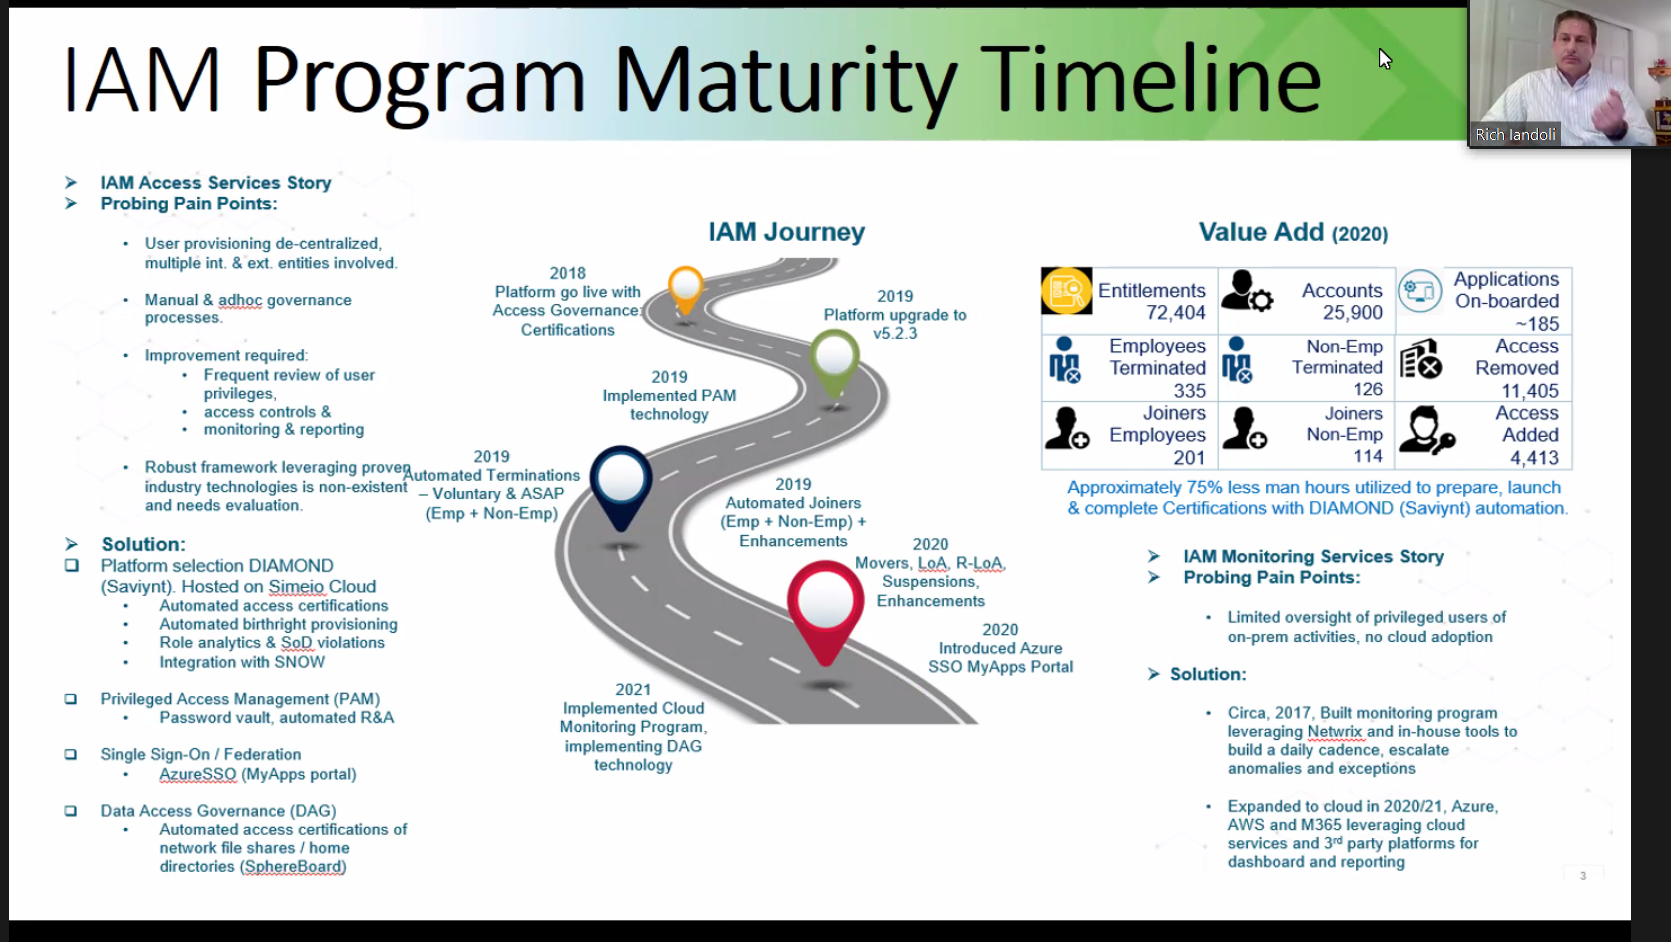 IAM Program Maturity Timeline
Rich Iandoli
IAM Access Services Story
Probing Pain Points:
User provisioning de-centralized,
multiple int. & ext. entities involved.
Manual & adhoc governance
processes.
Improvement required:
Frequent review of user
privileges,
access controls &
monitoring & reporting
Robust framework leveraging proven
industry technologies is non-existent
and needs evaluation.
Solution:
Platform selection DIAMOND
(Saviynt). Hosted on Simeio Cloud
Automated access certifications
Automated birthright provisioning
Role analytics & SoD violations
Integration with SNOW
Privileged Access Management (PAM)
Password vault, automated R&A
Single Sign-On / Federation
AzureSSO (MyApps portal)
Data Access Governance (DAG)
Automated access certifications of
network file shares / home
directories (SphereBoard)
IAM Journey
2018
Platform go live with
Access Governance:
Certifications
2019
Platform upgrade to
v5.2.3
2019
Implemented PAM
technology
2019
Automated Terminations
– Voluntary & ASAP
(Emp + Non-Emp)
2019
Automated Joiners
(Emp + Non-Emp) +
Enhancements
2020
Movers, LoA, R-LoA,
Suspensions,
Enhancements
2020
Introduced Azure
SSO MyApps Portal
2021
Implemented Cloud
Monitoring Program,
implementing DAG
technology
Value Add (2020)
Entitlements
72,404
Accounts
25,900
Applications
On-boarded
~185
Employees
Terminated
335
Non-Emp
Terminated
126
Access
Removed
11,405
Joiners
Employees
201
Joiners
Non-Emp
114
Access
Added
4,413
Approximately 75% less man hours utilized to prepare, launch
& complete Certifications with DIAMOND (Saviynt) automation.
IAM Monitoring Services Story
Probing Pain Points:
Limited oversight of privileged users of
on-prem activities, no cloud adoption
Solution:
Circa, 2017, Built monitoring program
leveraging Netwrix and in-house tools to
build a daily cadence, escalate
anomalies and exceptions
Expanded to cloud in 2020/21, Azure,
AWS and M365 leveraging cloud
services and 3rd party platforms for
dashboard and reporting
3